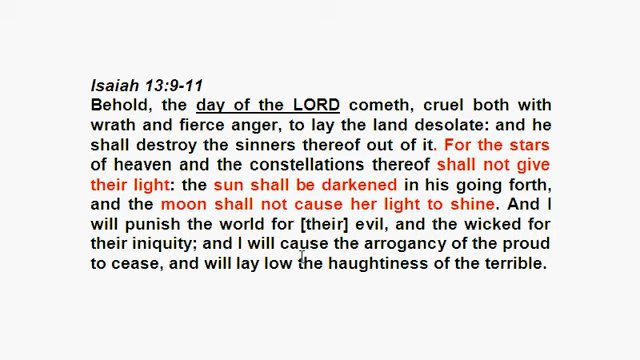 Isaiah 13:9-11
Behold, the day of the LORD cometh, cruel both with
wrath and fierce anger, to lay the land desolate: and he
shall destroy the sinners thereof out of it. For the stars
of heaven and the constellations thereof shall not give
their light: the sun shall be darkened in his going forth,
and the moon shall not cause her light to shine. And I
will punish the world for [their] evil, and the wicked for
their iniquity; and I will cause the arrogancy of the proud
to cease, and will lay low the haughtiness of the terrible.